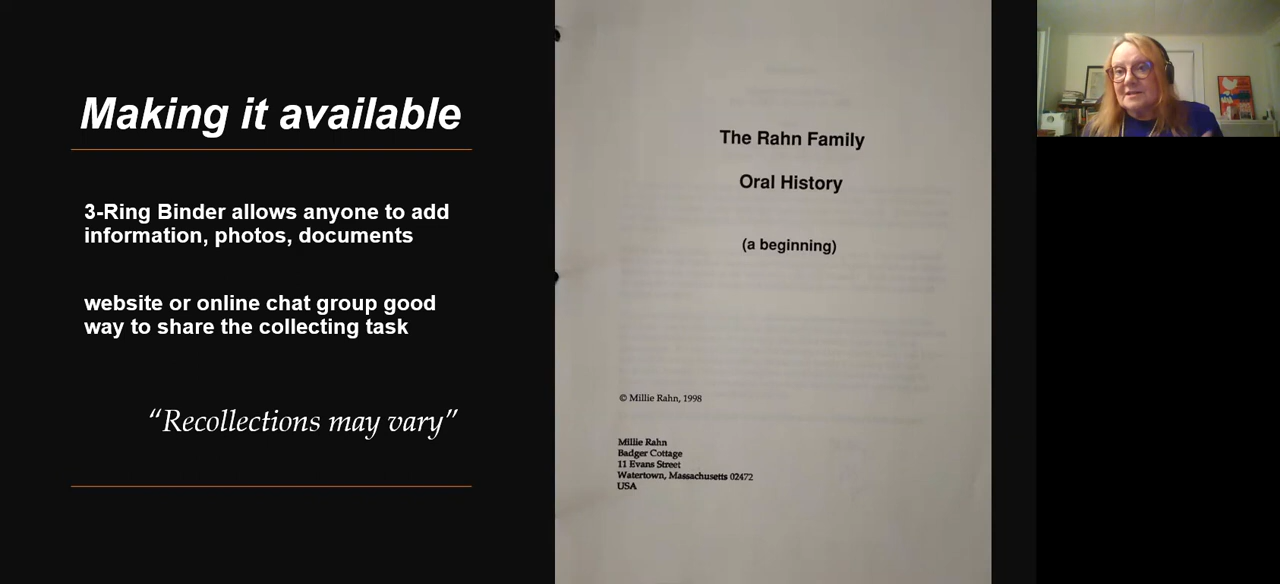 Making it available
3-Ring Binder allows anyone to add
information, photos, documents
website or online chat group good
way to share the collecting task
“Recollections may vary”
The Rahn Family
Oral History
(a beginning)
© Millie Rahn, 1998
Millie Rahn
Badger Cottage
11 Evans Street
Watertown, Massachusetts 02472
USA